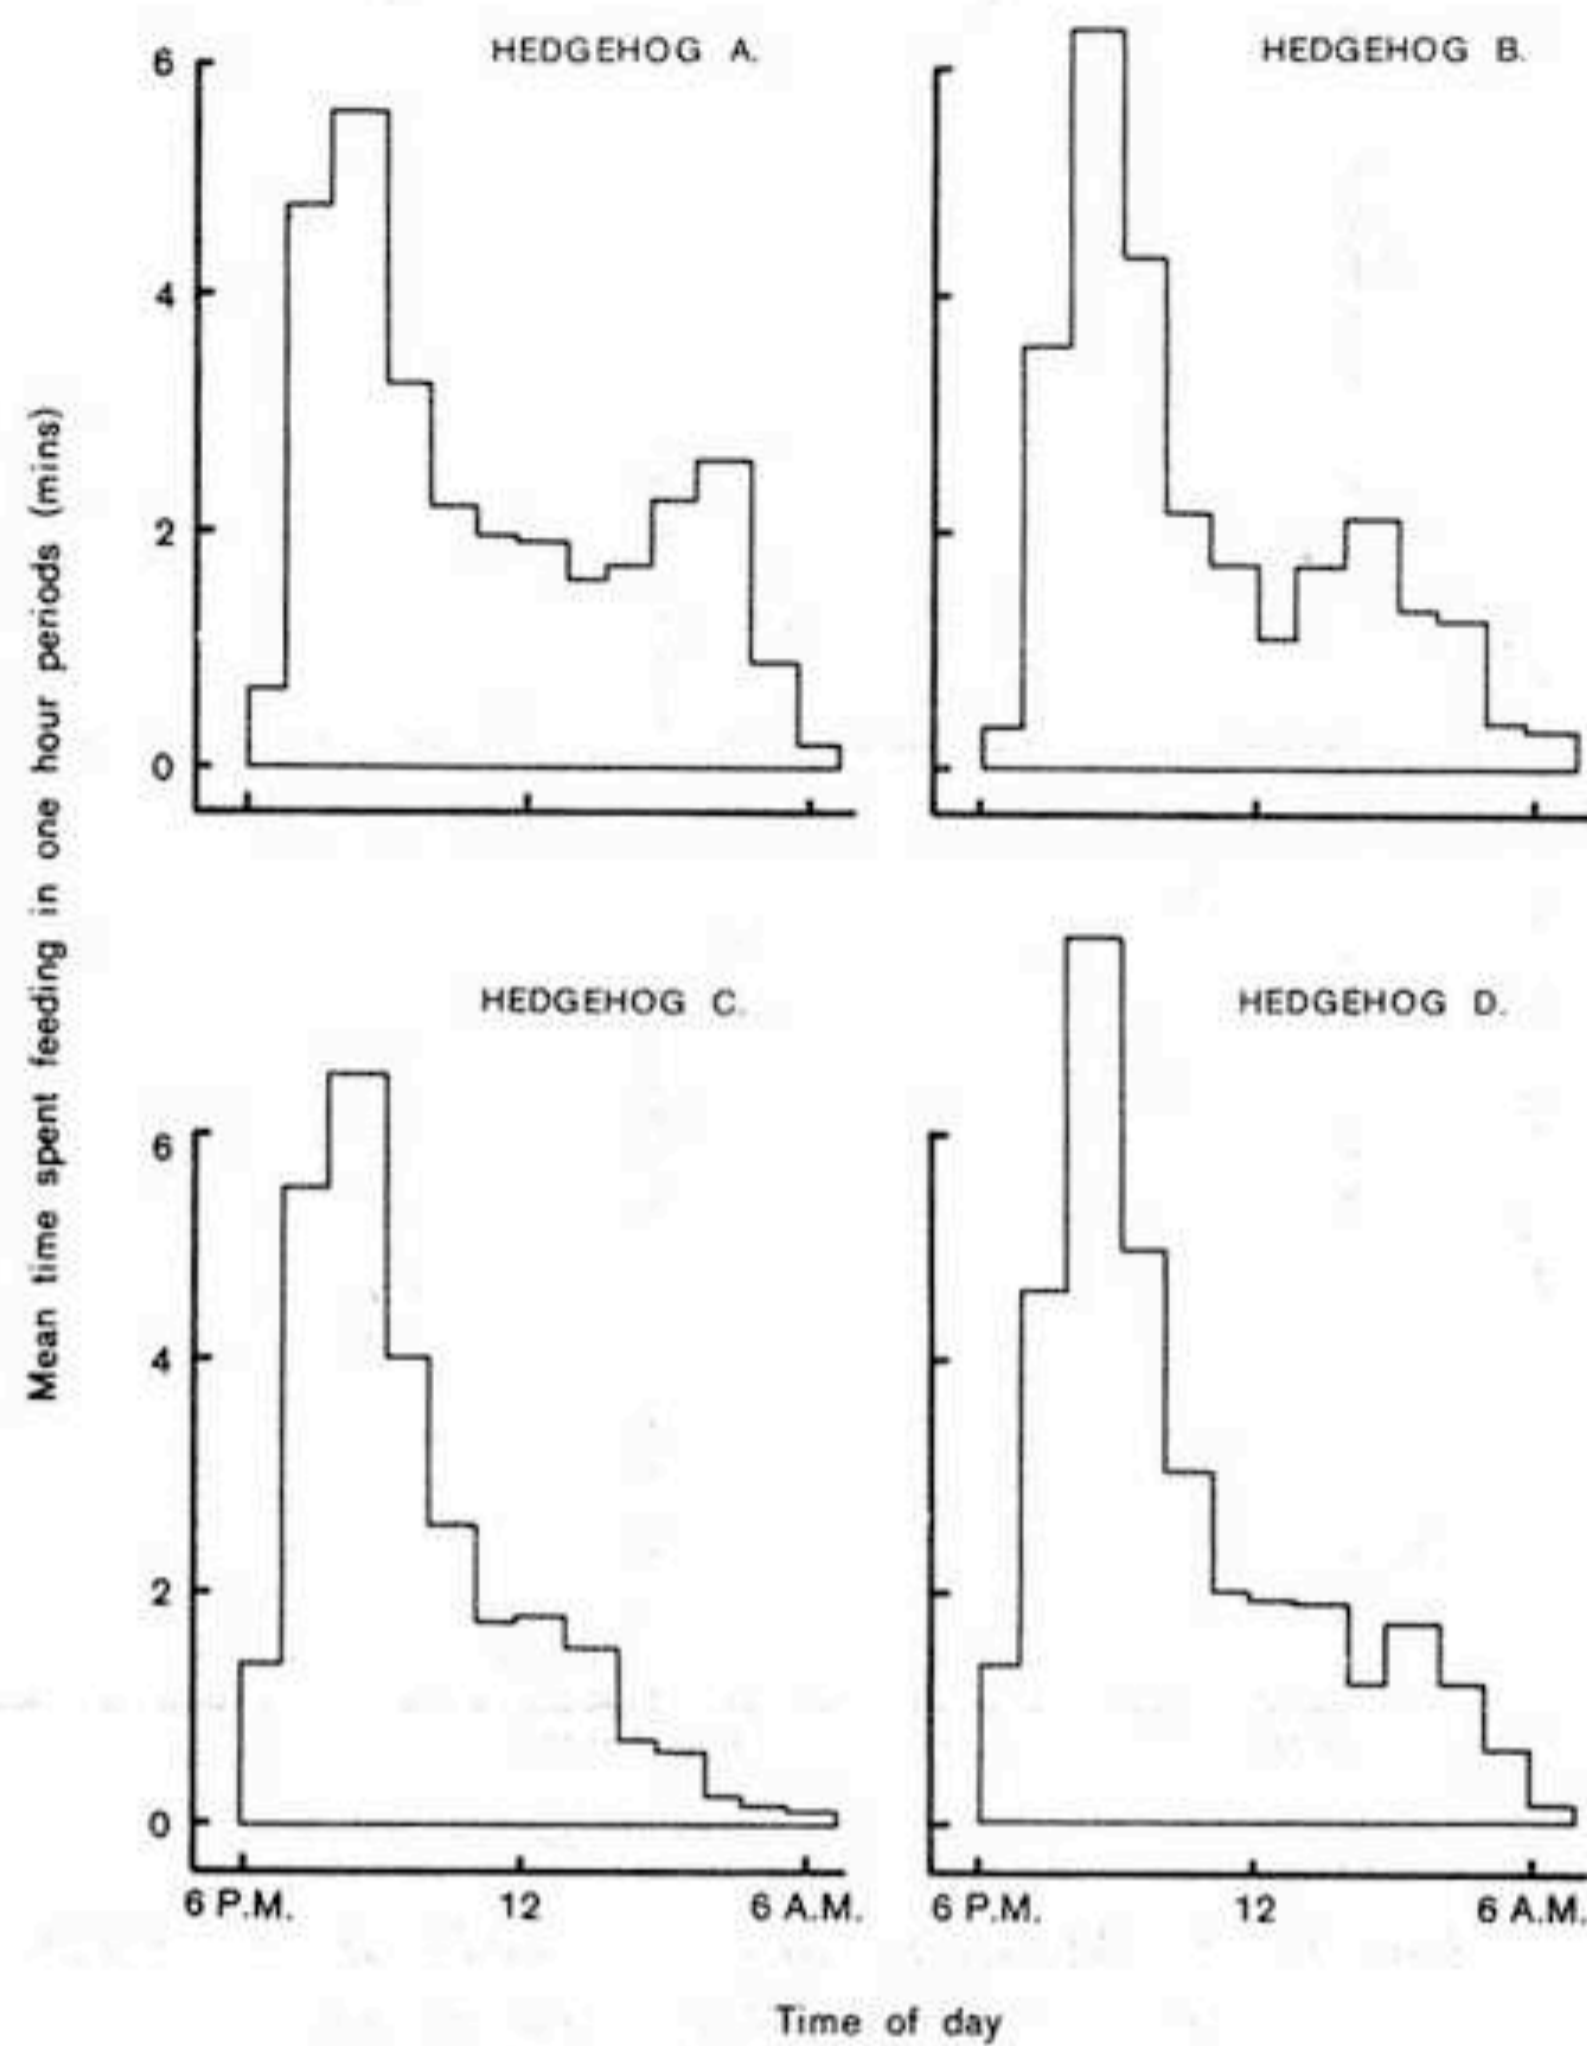 HEDGEHOG A.
HEDGEHOG B.
6
4
2
0
Mean time spent feeding in one hour periods (mins)
HEDGEHOG C.
HEDGEHOG D.
6
4
2
0
6 P.M.
12
6 A.M.
6 P.M.
12
6 A.M.
Time of day